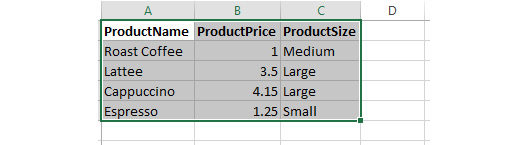 A B C D
ProductName ProductPrice ProductSize
Roast Coffee 1 Medium
Lattee 3.5 Large
Cappuccino 4.15 Large
Espresso 1.25 Small